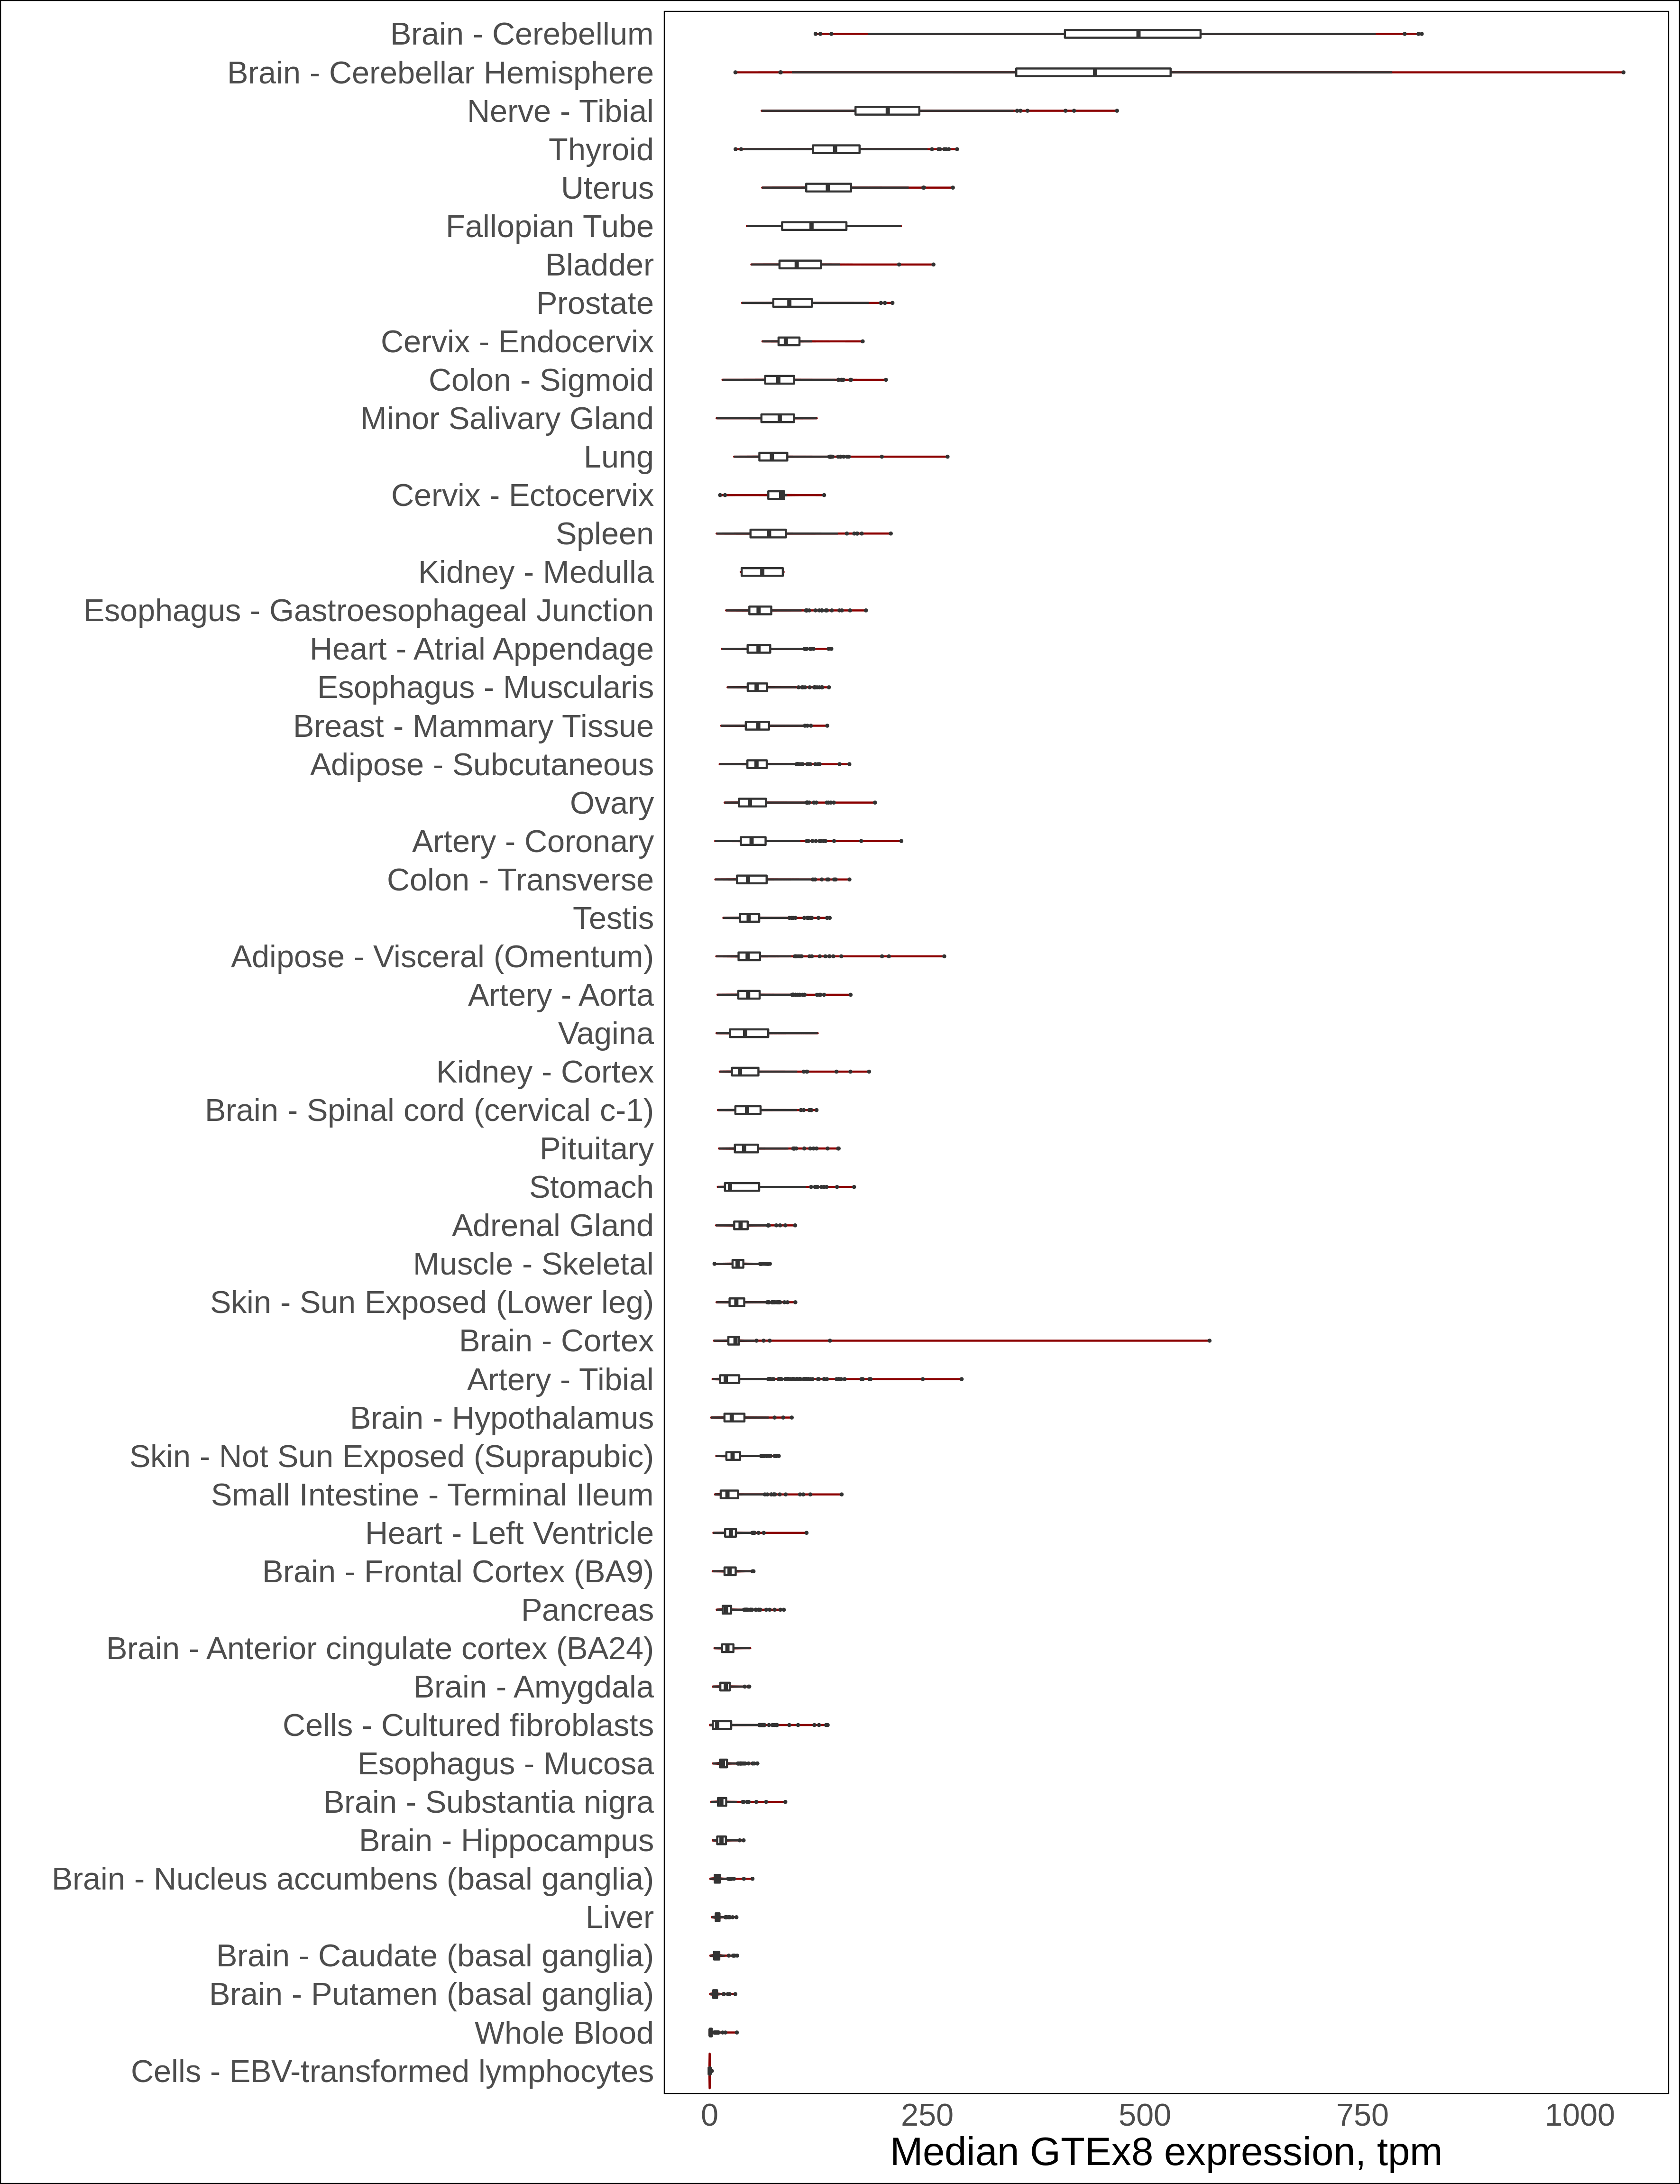 Brain - Cerebellum
Brain - Cerebellar Hemisphere
Nerve - Tibial
Thyroid
Uterus
Fallopian Tube
Bladder
Prostate
Cervix - Endocervix
Colon - Sigmoid
Minor Salivary Gland
Lung
Cervix - Ectocervix
Spleen
Kidney - Medulla
Esophagus - Gastroesophageal Junction
Heart - Atrial Appendage
Esophagus - Muscularis
Breast - Mammary Tissue
Adipose - Subcutaneous
Ovary
Artery - Coronary
Colon - Transverse
Testis
Adipose - Visceral (Omentum)
Artery - Aorta
Vagina
Kidney - Cortex
Brain - Spinal cord (cervical c-1)
Pituitary
Stomach
Adrenal Gland
Muscle - Skeletal
Skin - Sun Exposed (Lower leg)
Brain - Cortex
Artery - Tibial
Brain - Hypothalamus
Skin - Not Sun Exposed (Suprapubic)
Small Intestine - Terminal Ileum
Heart - Left Ventricle
Brain - Frontal Cortex (BA9)
Pancreas
Brain - Anterior cingulate cortex (BA24)
Brain - Amygdala
Cells - Cultured fibroblasts
Esophagus - Mucosa
Brain - Substantia nigra
Brain - Hippocampus
Brain - Nucleus accumbens (basal ganglia)
Liver
Brain - Caudate (basal ganglia)
Brain - Putamen (basal ganglia)
Whole Blood
Cells - EBV-transformed lymphocytes
0 250 500 750 1000
Median GTEx8 expression, tpm